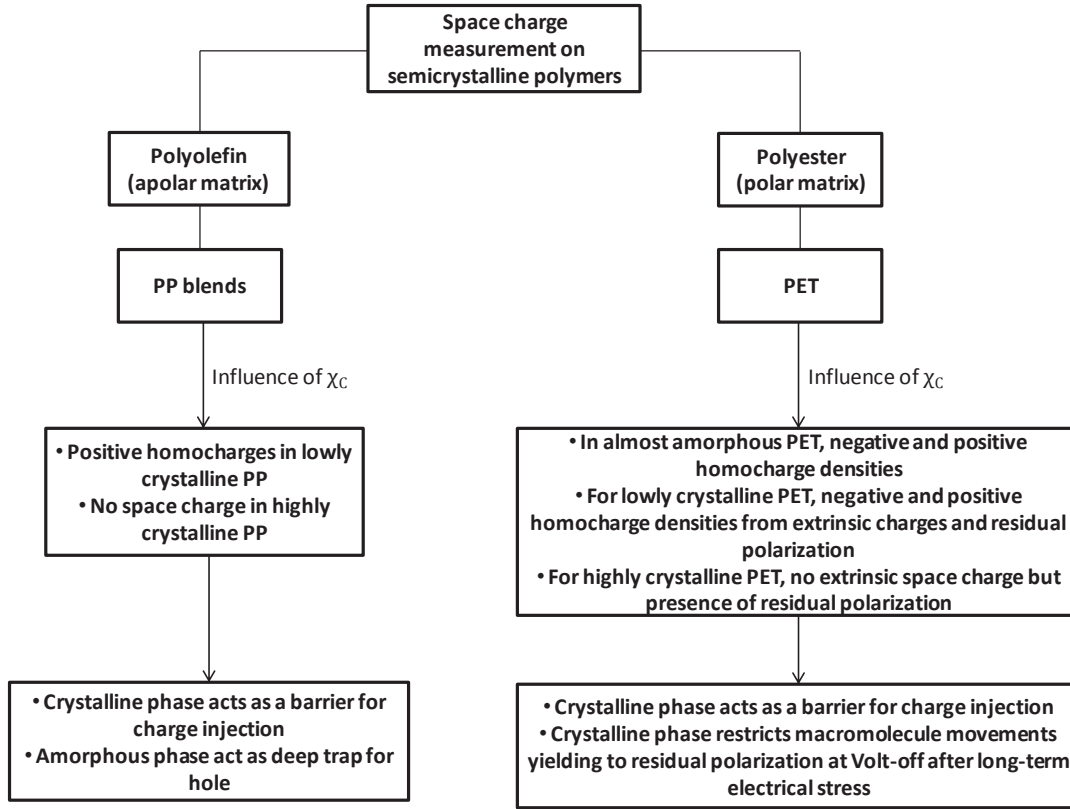 Space charge
measurement on
semicrystalline polymers
Polyolefin
(apolar matrix)
Polyester
(polar matrix)
PP blends
PET
Influence of χC
Influence of χC
• Positive homocharges in lowly
crystalline PP
• No space charge in highly
crystalline PP
• In almost amorphous PET, negative and positive
homocharge densities
• For lowly crystalline PET, negative and positive
homocharge densities from extrinsic charges and residual
polarization
• For highly crystalline PET, no extrinsic space charge but
presence of residual polarization
• Crystalline phase acts as a barrier for
charge injection
• Amorphous phase act as deep trap for
hole
• Crystalline phase acts as a barrier for charge injection
• Crystalline phase restricts macromolecule movements
yielding to residual polarization at Volt-off after long-term
electrical stress